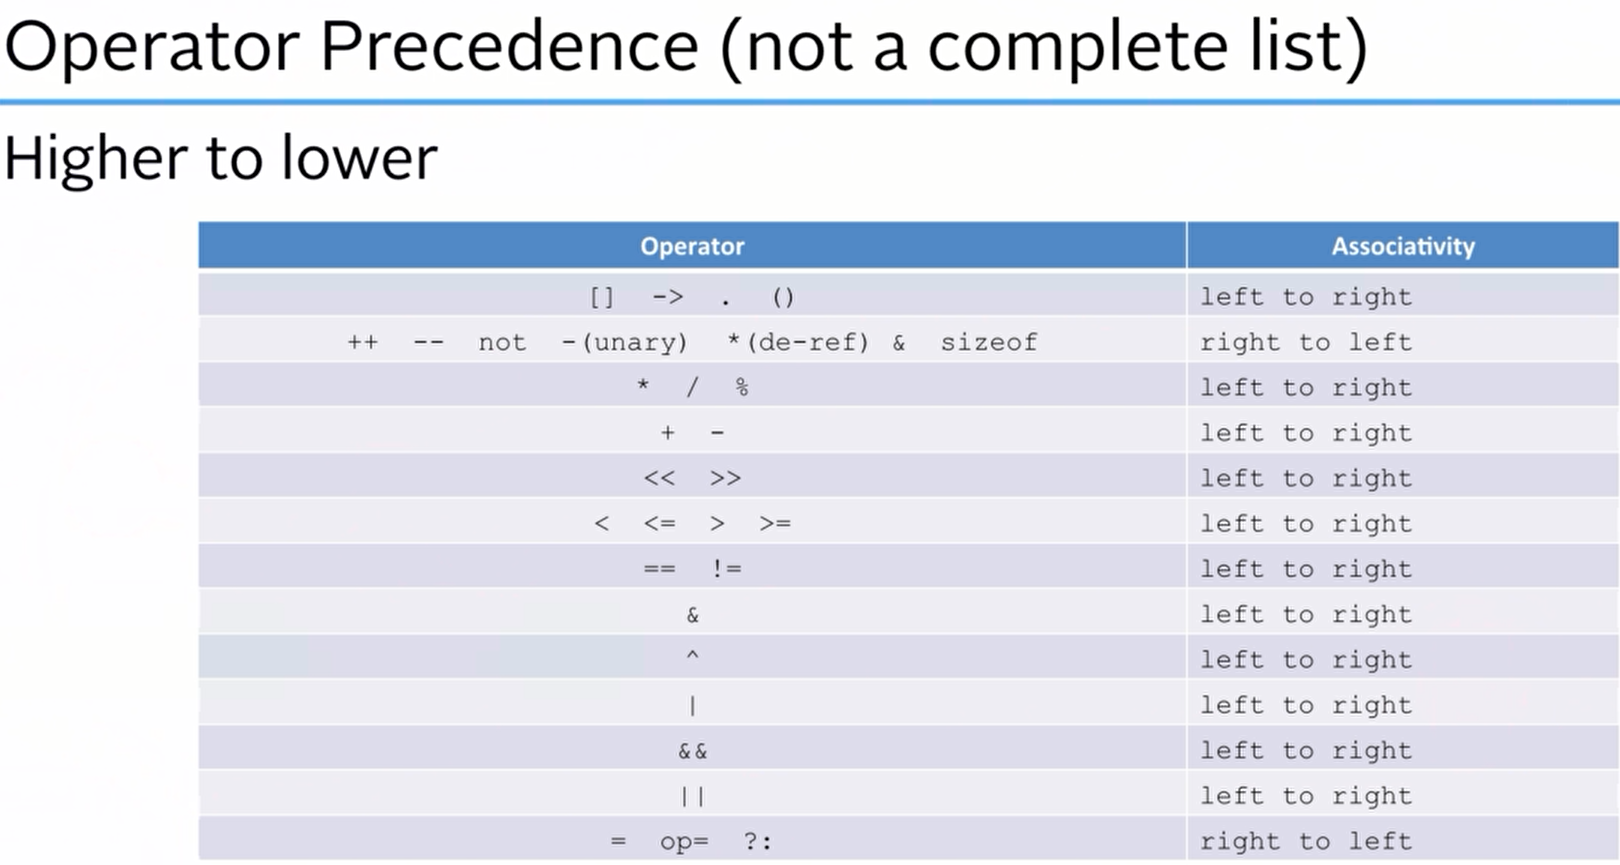 Operator Precedence (not a complete list)
Higher to lower
Operator Associativity
[] -> . () left to right
++ -- not -(unary) *(de-ref) & sizeof right to left
* / % left to right
+ - left to right
<< >> left to right
< <= > >= left to right
== != left to right
& left to right
^ left to right
| left to right
&& left to right
|| left to right
= op= ?: right to left